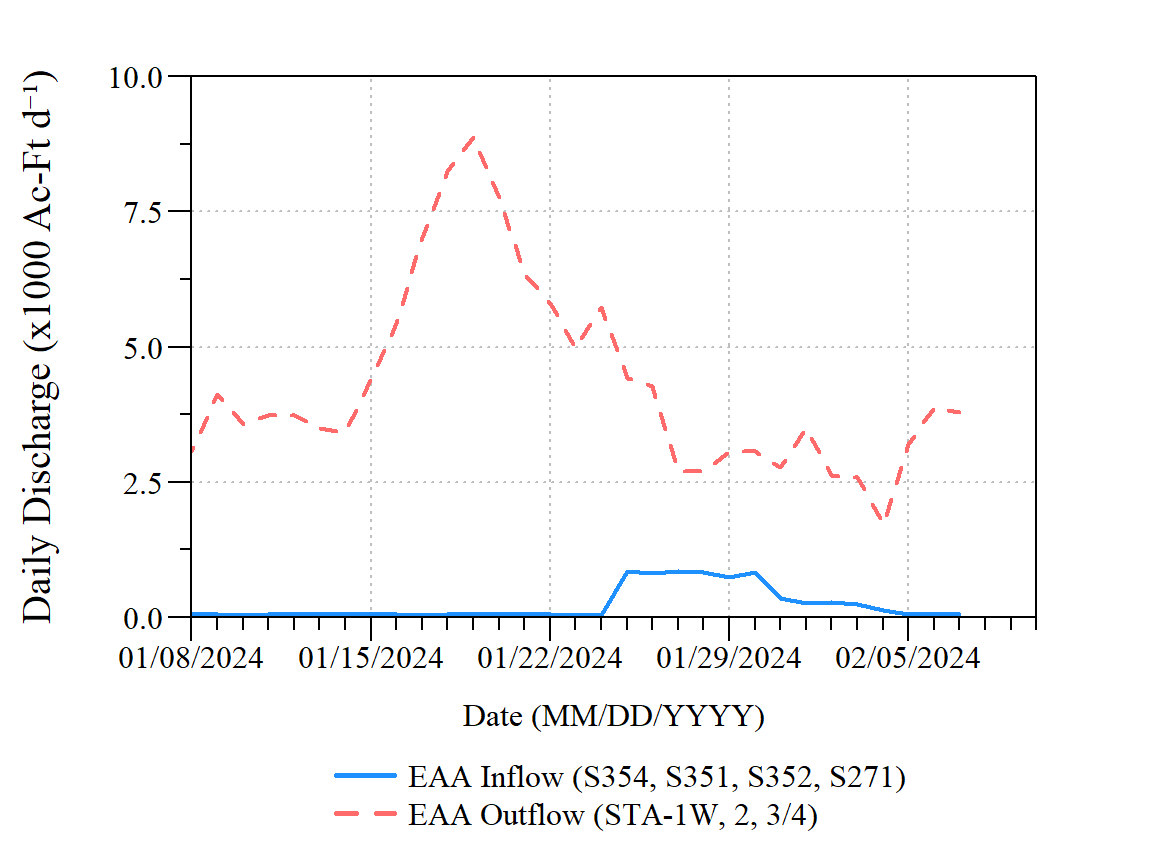 Daily Discharge (x1000 Ac-Ft d⁻¹)
10.0
7.5
5.0
2.5
0.0
01/08/2024 01/15/2024 01/22/2024 01/29/2024 02/05/2024
Date (MM/DD/YYYY)
EAA Inflow (S354, S351, S352, S271)
EAA Outflow (STA-1W, 2, 3/4)